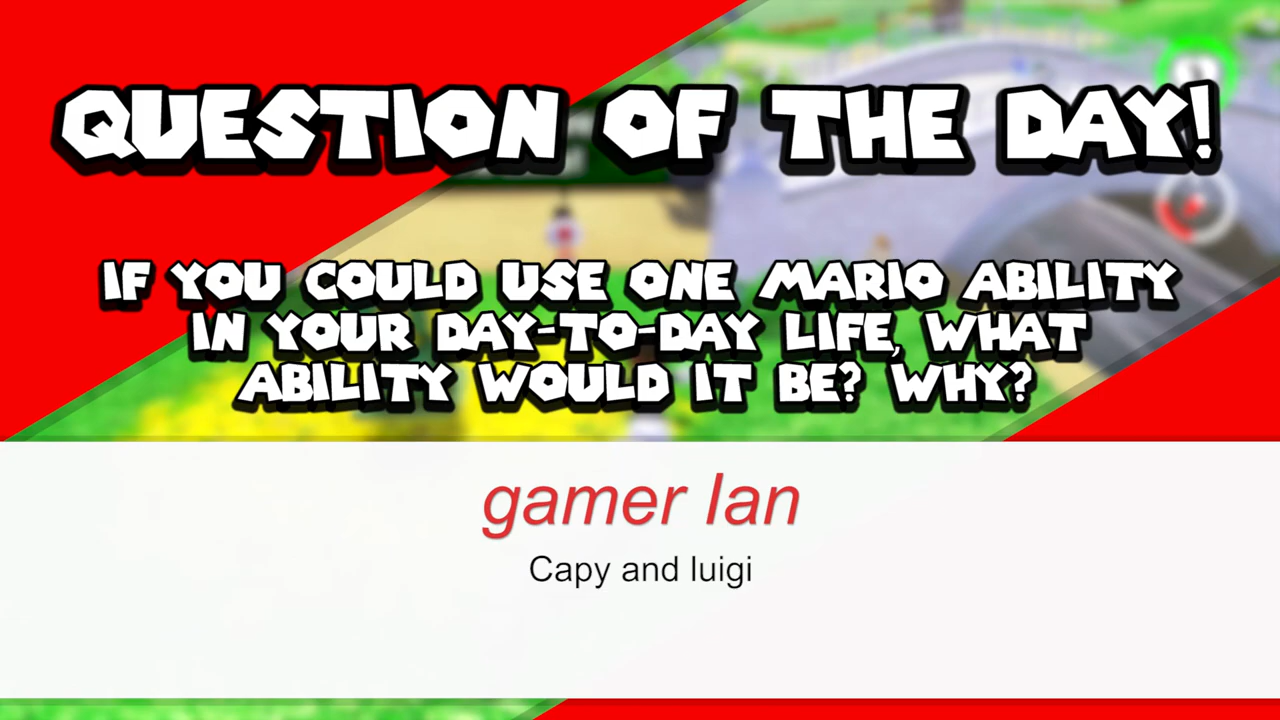 QUESTION OF THE DAY!
IF YOU COULD USE ONE MARIO ABILITY
IN YOUR DAY-TO-DAY LIFE, WHAT
ABILITY WOULD IT BE? WHY?
gamer Ian
Capy and luigi